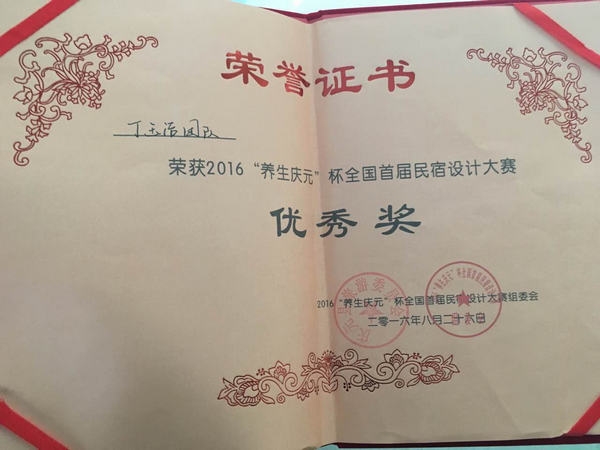 荣誉证书
丁玉浩团队
荣获2016“养生庆元”杯全国首届民宿设计大赛
优秀奖
2016“养生庆元”杯全国首届民宿设计大赛组委会
二零一六年八月二十六日